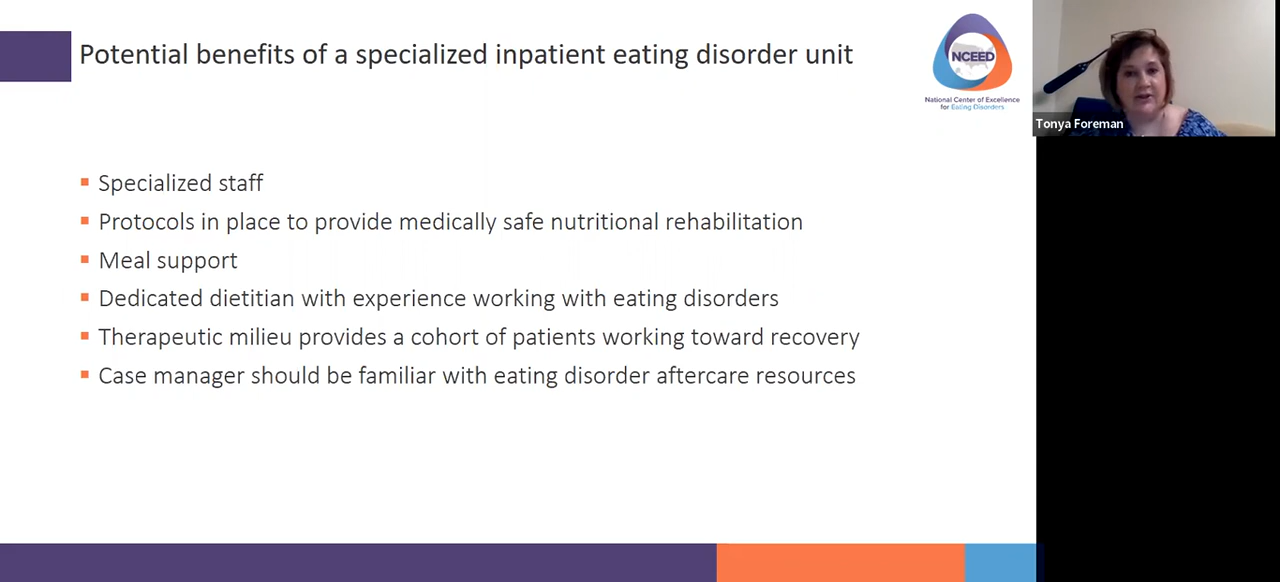 Potential benefits of a specialized inpatient eating disorder unit
NCEED
National Center of Excellence
for Eating Disorders
Tonya Foreman
Specialized staff
Protocols in place to provide medically safe nutritional rehabilitation
Meal support
Dedicated dietitian with experience working with eating disorders
Therapeutic milieu provides a cohort of patients working toward recovery
Case manager should be familiar with eating disorder aftercare resources